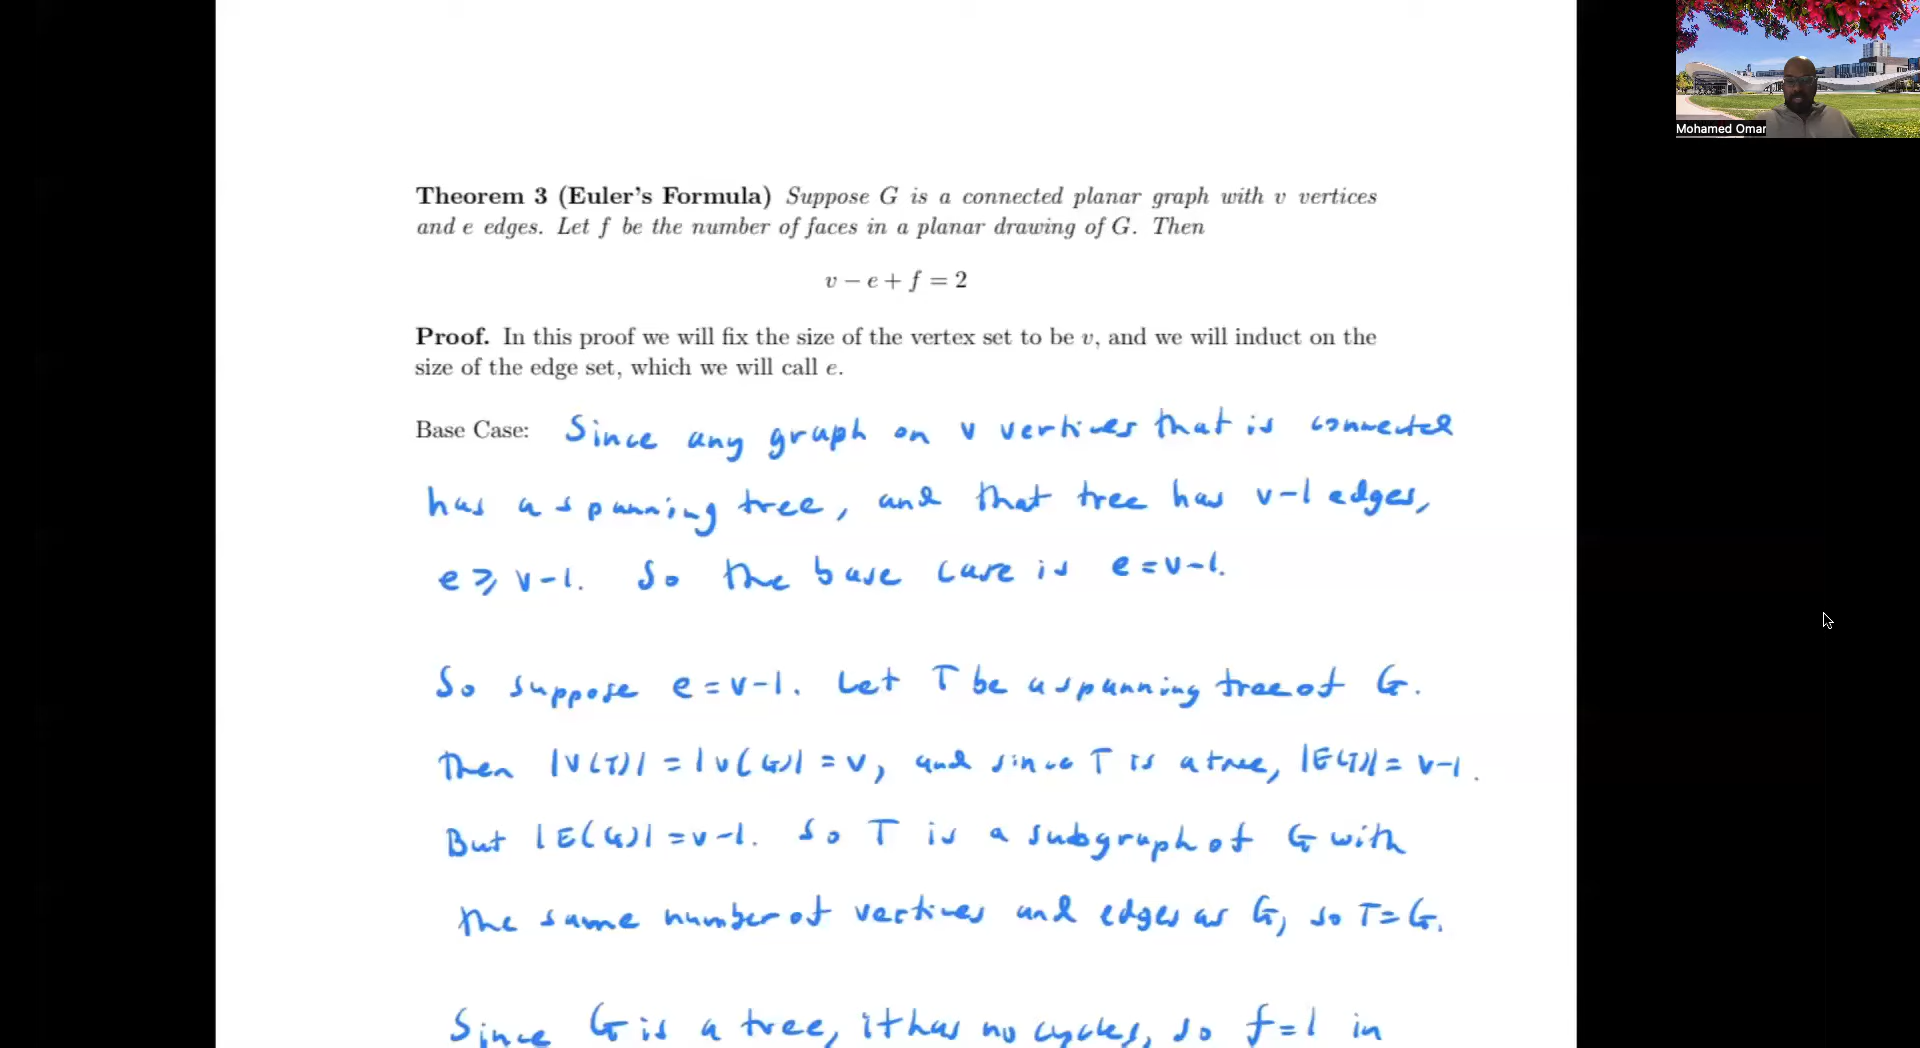 Mohamed Omar
Theorem 3 (Euler's Formula) Suppose G is a connected planar graph with v vertices
and e edges. Let f be the number of faces in a planar drawing of G. Then
v − e + f = 2
Proof. In this proof we will fix the size of the vertex set to be v, and we will induct on the
size of the edge set, which we will call e.
Base Case: Since any graph on v vertices that is connected
has a spanning tree, and that tree has v-1 edges,
e ≥ v-1. So the base case is e = v-1.
So suppose e = v-1. Let T be a spanning tree of G.
Then |V(T)| = |V(G)| = v, and since T is a tree, |E(T)| = v-1.
But |E(G)| = v-1. So T is a subgraph of G with
the same number of vertices and edges as G, so T = G.
Since G is a tree, it has no cycles, so f = 1 in